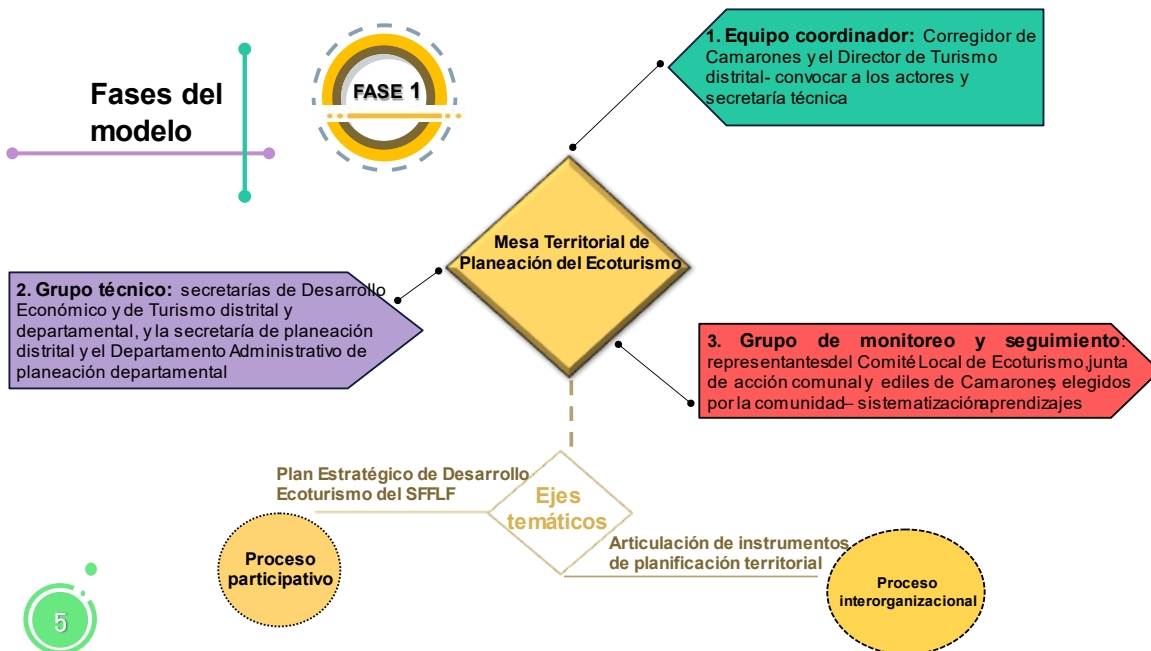 Fases del
modelo
FASE 1
1. Equipo coordinador: Corregidor de
Camarones y el Director de Turismo
distrital- convocar a los actores y
secretaría técnica
Mesa Territorial de
Planeación del Ecoturismo
2. Grupo técnico: secretarías de Desarrollo
Económico y de Turismo distrital y
departamental, y la secretaría de planeación
distrital y el Departamento Administrativo de
planeación departamental
3. Grupo de monitoreo y seguimiento:
representantes del Comité Local de Ecoturismo, junta
de acción comunal y ediles de Camarones, elegidos
por la comunidad– sistematización aprendizajes
Plan Estratégico de Desarrollo
Ecoturismo del SFFLF
Ejes
temáticos
Articulación de instrumentos
de planificación territorial
Proceso
participativo
Proceso
interorganizacional
5